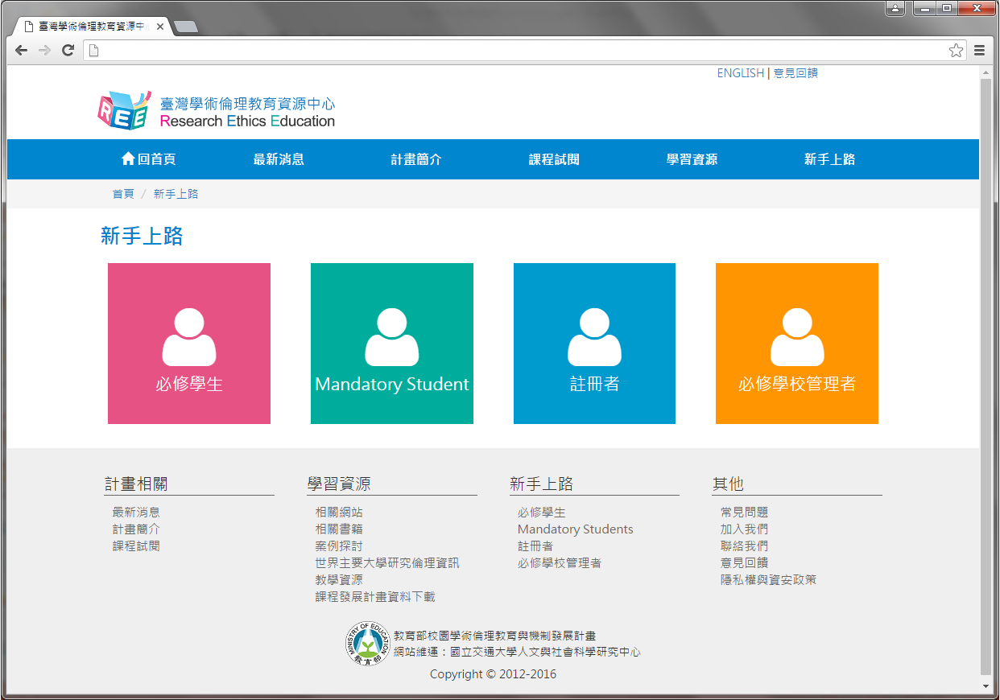 臺灣學術倫理教育資源中
ENGLISH | 意見回饋
REE
臺灣學術倫理教育資源中心
Research Ethics Education
回首頁 最新消息 計畫簡介 課程試閱 學習資源 新手上路
首頁 / 新手上路
新手上路
必修學生
Mandatory Student
註冊者
必修學校管理者
計畫相關
最新消息
計畫簡介
課程試閱
學習資源
相關網站
相關書籍
案例探討
世界主要大學研究倫理資訊
教學資源
課程發展計畫資料下載
新手上路
必修學生
Mandatory Students
註冊者
必修學校管理者
其他
常見問題
加入我們
聯絡我們
意見回饋
隱私權與資安政策
MINISTRY OF EDUCATION
教育部
教育部校園學術倫理教育與機制發展計畫
網站維運：國立交通大學人文與社會科學研究中心
Copyright © 2012-2016